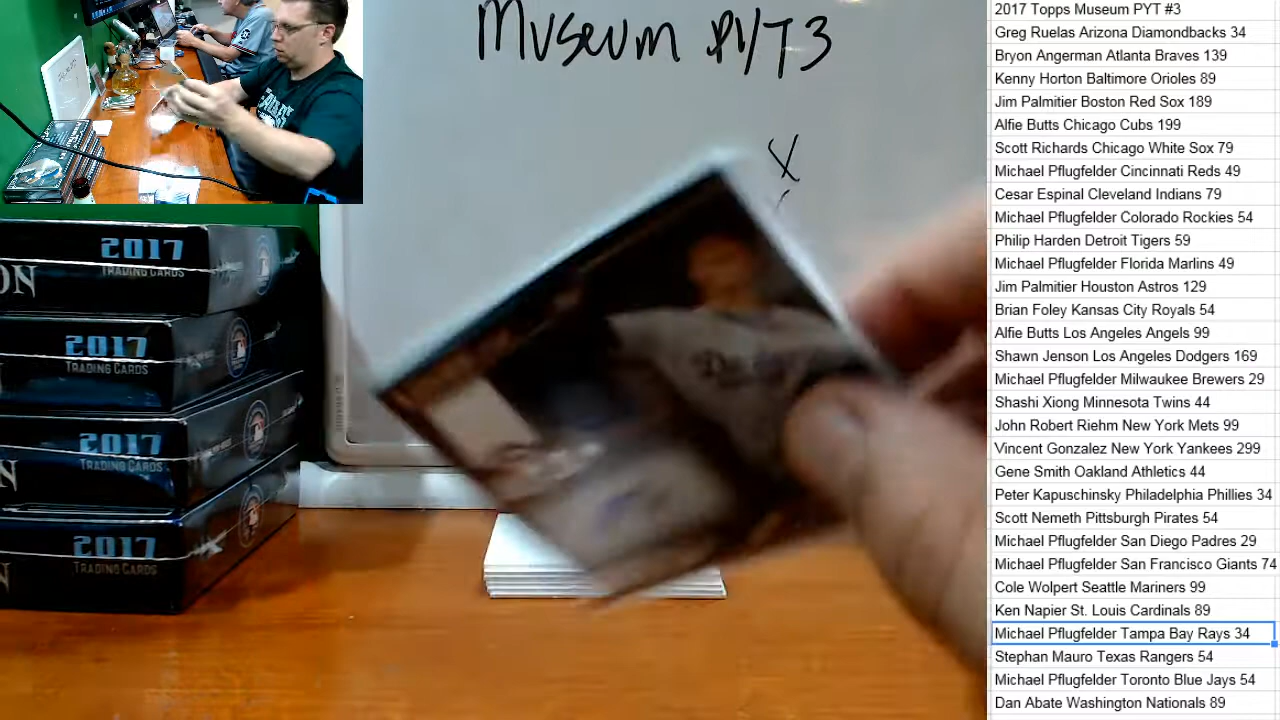 Museum PYT 3
X
2017
TRADING CARDS
ON
2017
TRADING CARDS
2017
TRADING CARDS
N
2017
TRADING CARDS
N
2017 Topps Museum PYT #3
Greg Ruelas Arizona Diamondbacks 34
Bryon Angerman Atlanta Braves 139
Kenny Horton Baltimore Orioles 89
Jim Palmitier Boston Red Sox 189
Alfie Butts Chicago Cubs 199
Scott Richards Chicago White Sox 79
Michael Pflugfelder Cincinnati Reds 49
Cesar Espinal Cleveland Indians 79
Michael Pflugfelder Colorado Rockies 54
Philip Harden Detroit Tigers 59
Michael Pflugfelder Florida Marlins 49
Jim Palmitier Houston Astros 129
Brian Foley Kansas City Royals 54
Alfie Butts Los Angeles Angels 99
Shawn Jenson Los Angeles Dodgers 169
Michael Pflugfelder Milwaukee Brewers 29
Shashi Xiong Minnesota Twins 44
John Robert Riehm New York Mets 99
Vincent Gonzalez New York Yankees 299
Gene Smith Oakland Athletics 44
Peter Kapuschinsky Philadelphia Phillies 34
Scott Nemeth Pittsburgh Pirates 54
Michael Pflugfelder San Diego Padres 29
Michael Pflugfelder San Francisco Giants 74
Cole Wolpert Seattle Mariners 99
Ken Napier St. Louis Cardinals 89
Michael Pflugfelder Tampa Bay Rays 34
Stephan Mauro Texas Rangers 54
Michael Pflugfelder Toronto Blue Jays 54
Dan Abate Washington Nationals 89